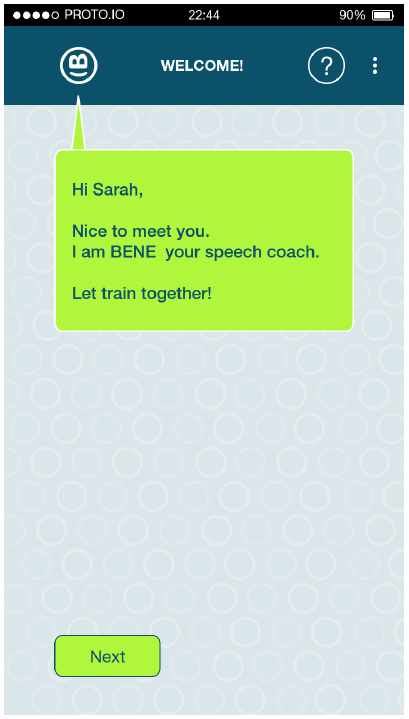 PROTO.IO 22:44 90%
WELCOME! ?
Hi Sarah,
Nice to meet you.
I am BENE  your speech coach.
Let train together!
Next